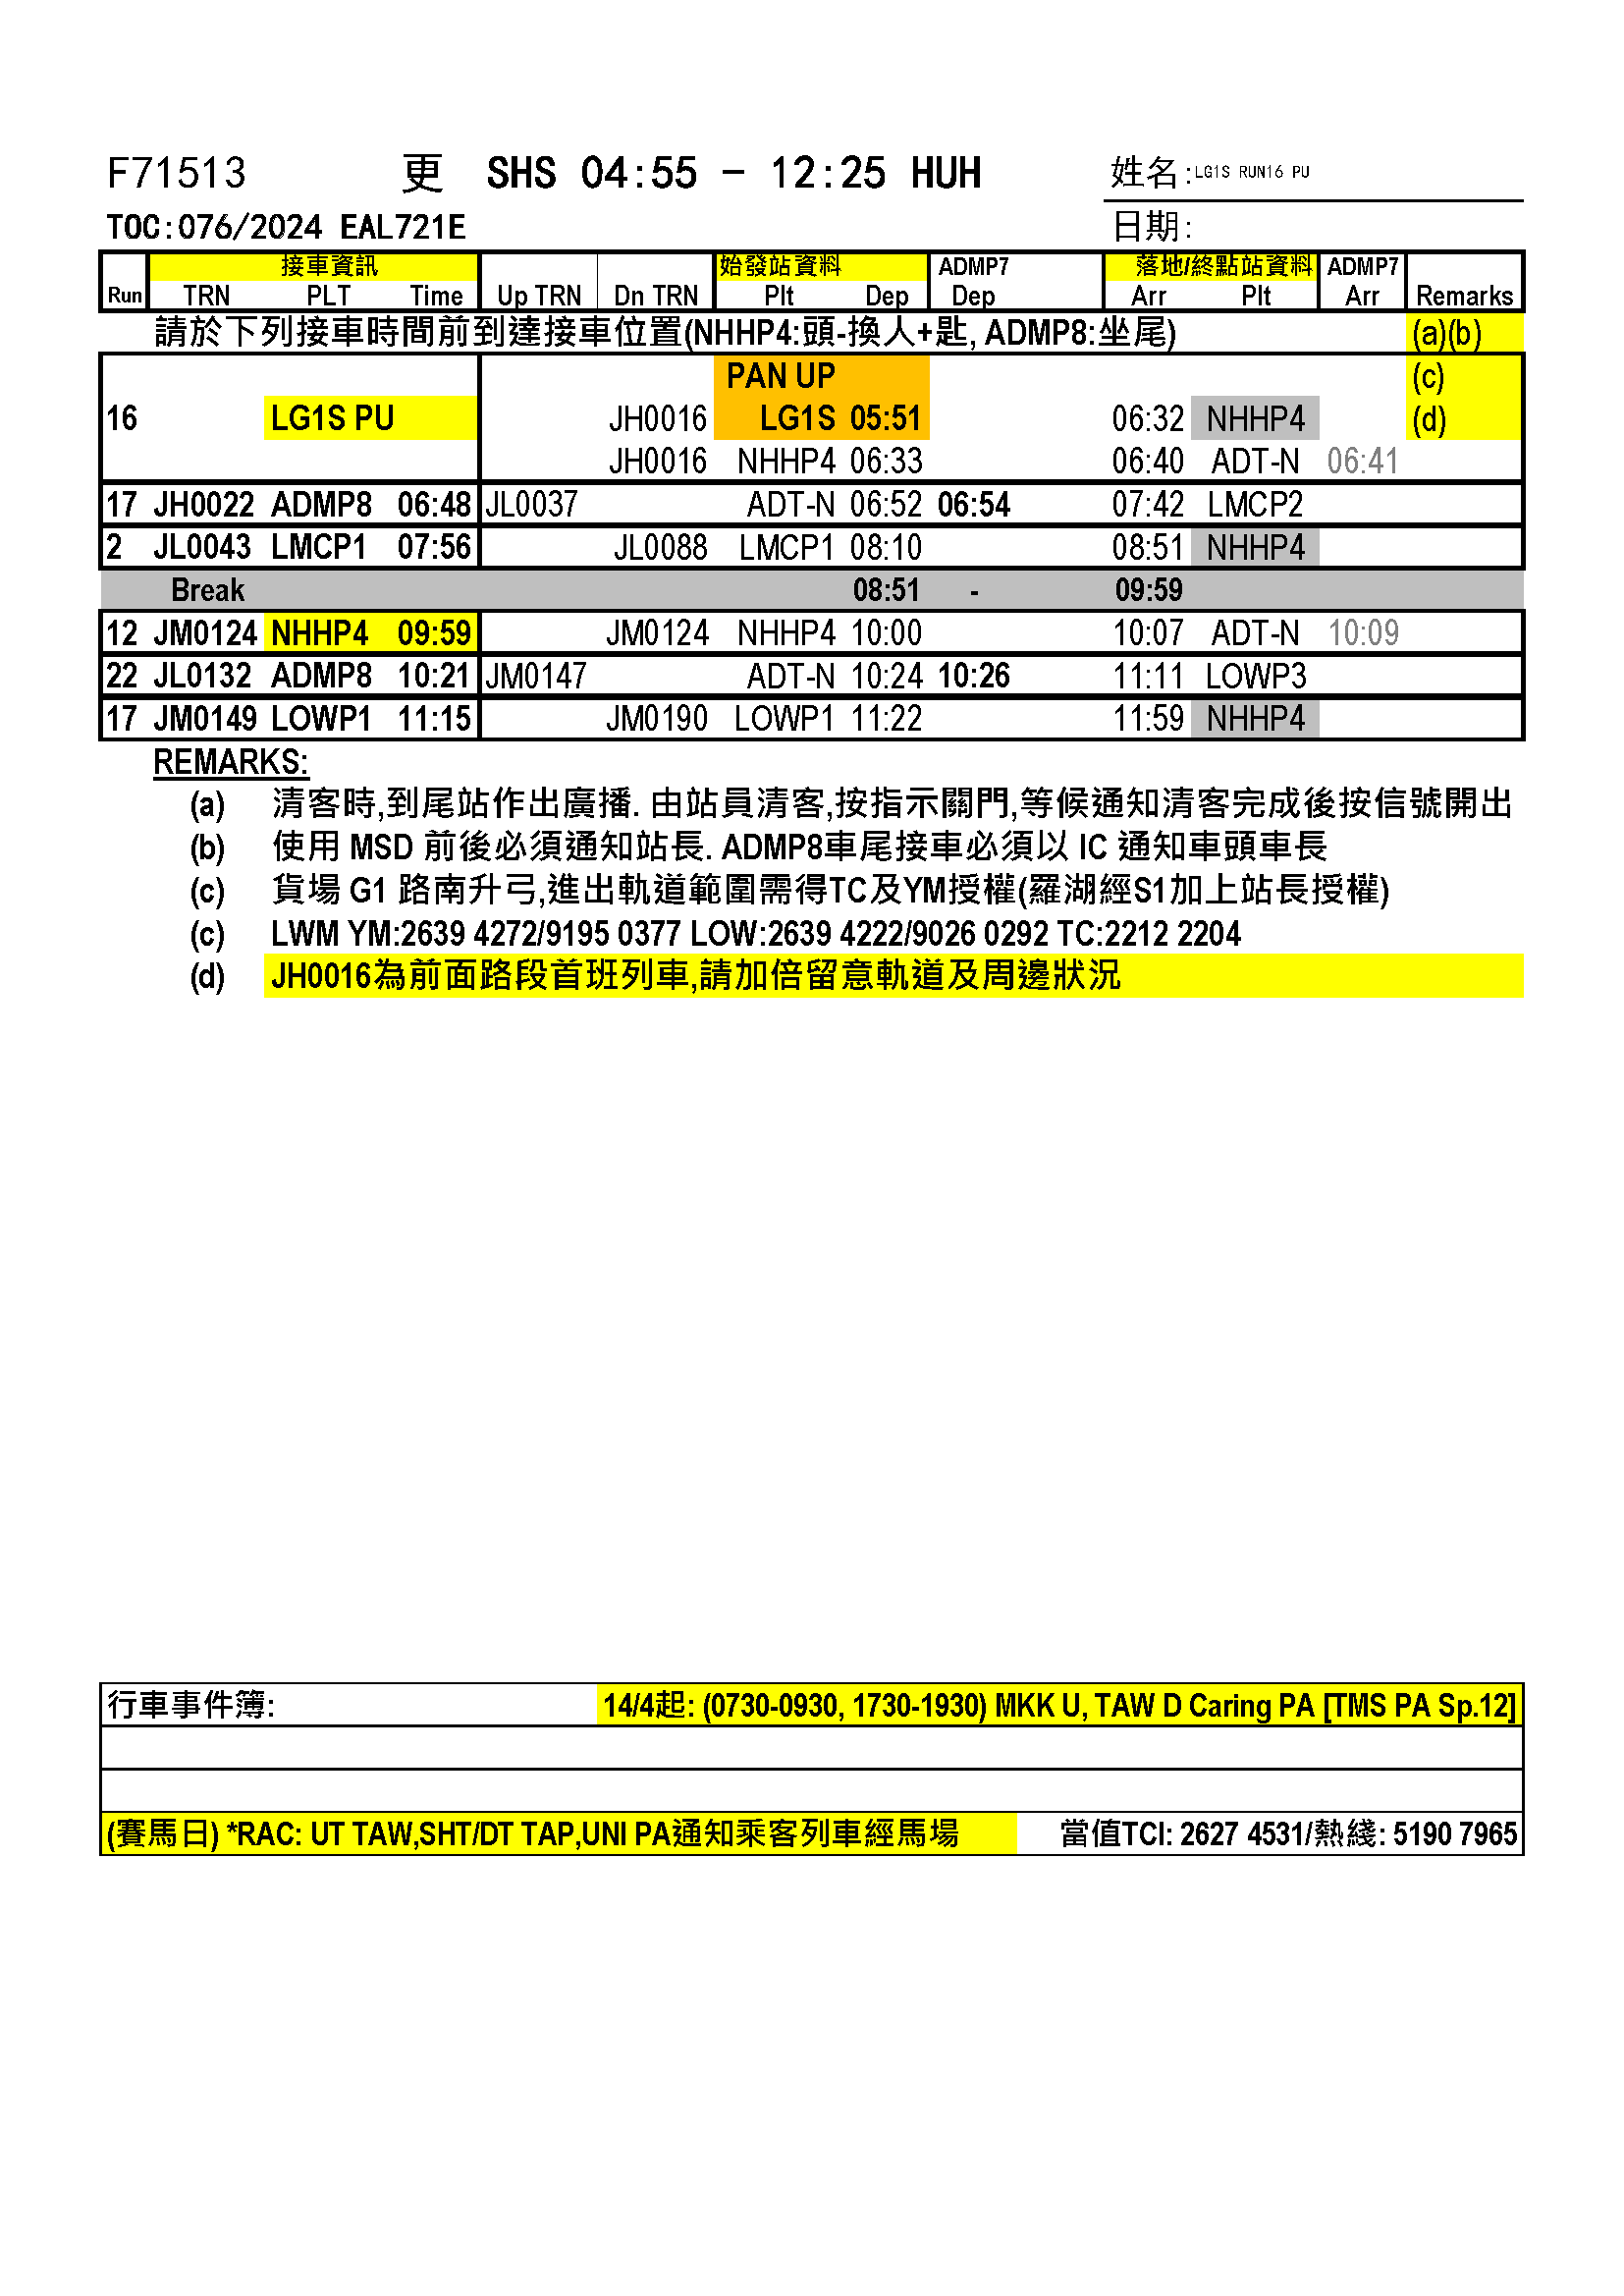 F71513 更 SHS 04:55 - 12:25 HUH 姓名:LG1S RUN16 PU
TOC:076/2024 EAL721E 日期:
接車資訊 始發站資料 ADMP7 落地/終點站資料 ADMP7
Run TRN PLT Time Up TRN Dn TRN Plt Dep Dep Arr Plt Arr Remarks
請於下列接車時間前到達接車位置(NHHP4:頭-換人+匙, ADMP8:坐尾) (a)(b)
PAN UP (c)
16 LG1S PU JH0016 LG1S 05:51 06:32 NHHP4 (d)
JH0016 NHHP4 06:33 06:40 ADT-N 06:41
17 JH0022 ADMP8 06:48 JL0037 ADT-N 06:52 06:54 07:42 LMCP2
2 JL0043 LMCP1 07:56 JL0088 LMCP1 08:10 08:51 NHHP4
Break 08:51 - 09:59
12 JM0124 NHHP4 09:59 JM0124 NHHP4 10:00 10:07 ADT-N 10:09
22 JL0132 ADMP8 10:21 JM0147 ADT-N 10:24 10:26 11:11 LOWP3
17 JM0149 LOWP1 11:15 JM0190 LOWP1 11:22 11:59 NHHP4
REMARKS:
(a) 清客時,到尾站作出廣播. 由站員清客,按指示關門,等候通知清客完成後按信號開出
(b) 使用 MSD 前後必須通知站長. ADMP8車尾接車必須以 IC 通知車頭車長
(c) 貨場 G1 路南升弓,進出軌道範圍需得TC及YM授權(羅湖經S1加上站長授權)
(c) LWM YM:2639 4272/9195 0377 LOW:2639 4222/9026 0292 TC:2212 2204
(d) JH0016為前面路段首班列車,請加倍留意軌道及周邊狀況
行車事件簿: 14/4起: (0730-0930, 1730-1930) MKK U, TAW D Caring PA [TMS PA Sp.12]
(賽馬日) *RAC: UT TAW,SHT/DT TAP,UNI PA通知乘客列車經馬場 當值TCI: 2627 4531/熱綫: 5190 7965